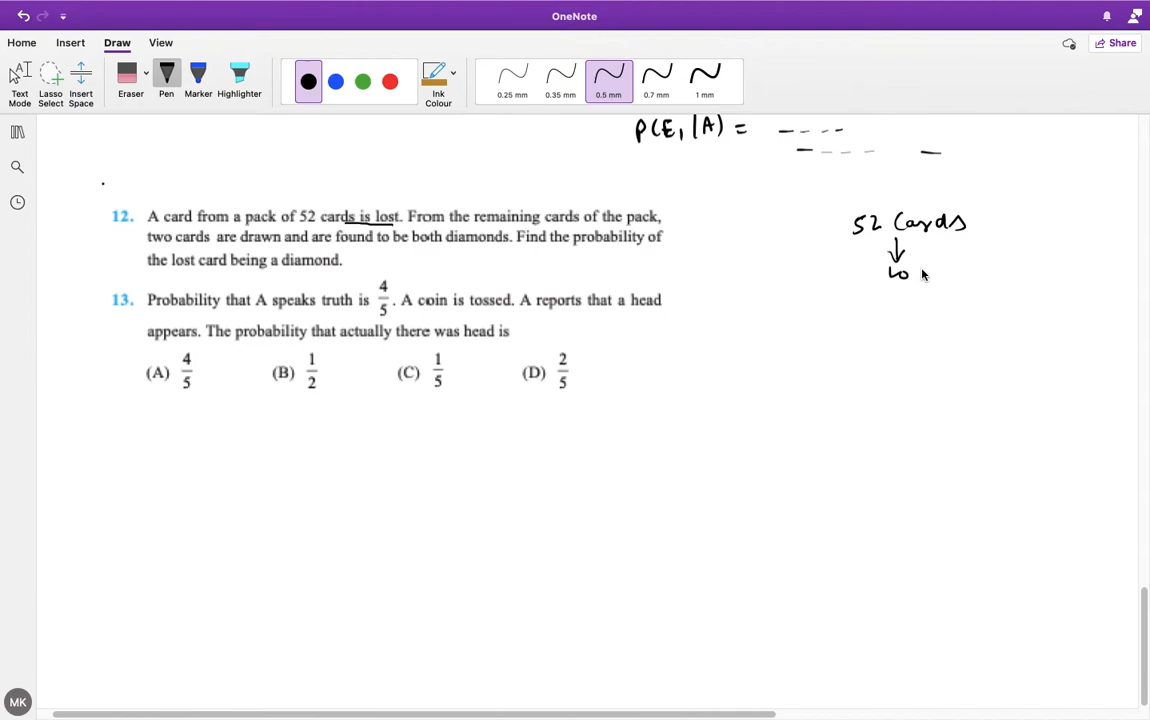 OneNote
Home Insert Draw View
Share
Text Mode
Lasso Select
Insert Space
Eraser
Pen
Marker
Highlighter
Ink Colour
0.25 mm
0.35 mm
0.5 mm
0.7 mm
1 mm
P(E, |A) =
12. A card from a pack of 52 cards is lost. From the remaining cards of the pack,
two cards are drawn and are found to be both diamonds. Find the probability of
the lost card being a diamond.
52 Cards
↓
lo
13. Probability that A speaks truth is 4/5. A coin is tossed. A reports that a head
appears. The probability that actually there was head is
(A) 4/5 (B) 1/2 (C) 1/5 (D) 2/5
MK